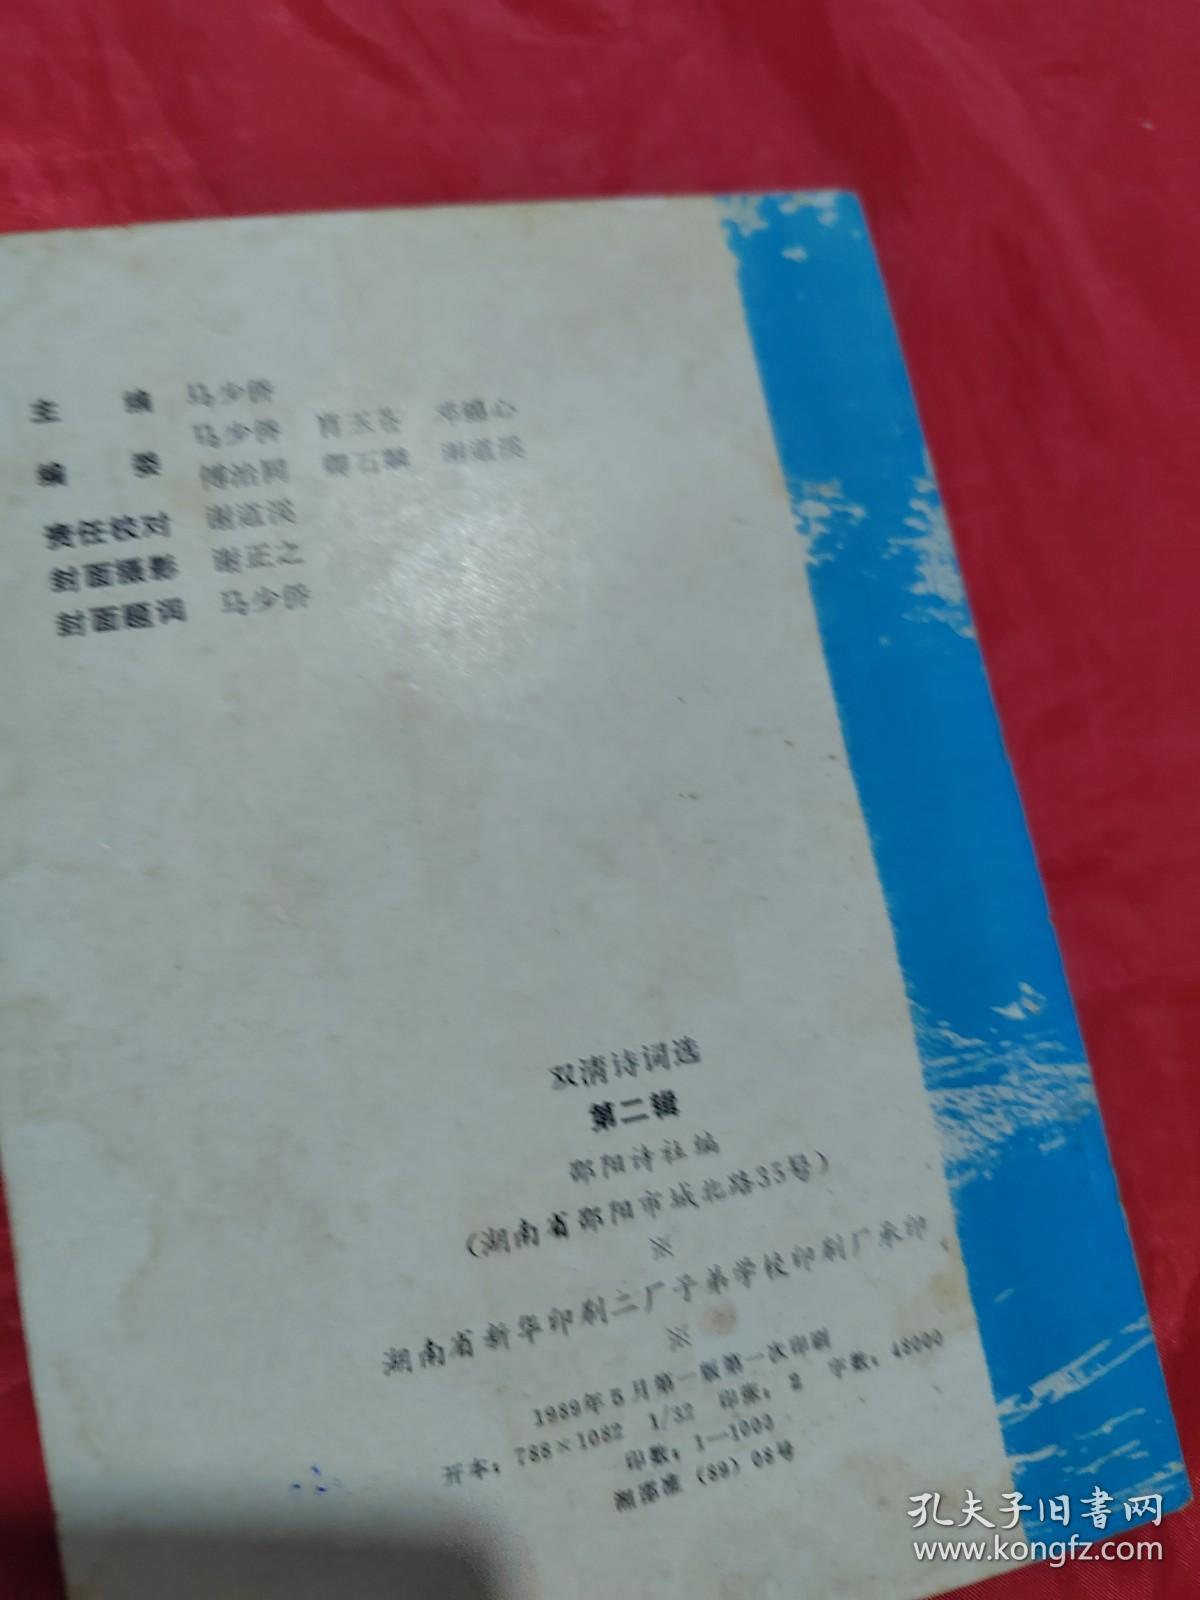 主 编 马少侨
编 委 马少侨 肖玉苍 邓 心
傅治同 石 谢道溪
责任校对 谢道溪
封面摄影 谢正之
封面题词 马少侨
双清诗词选
第二辑
邵阳诗社编
(湖南省邵阳市城北路35号)
※
湖南省新华印刷二厂子弟学校印刷厂承印
※
1989年5月第一版第一次印刷
开本:788×1082 1/32 印张:2 字数:48000
印数:1—1000
湘邵准(89)08号
孔夫子旧书网
www.kongfz.com